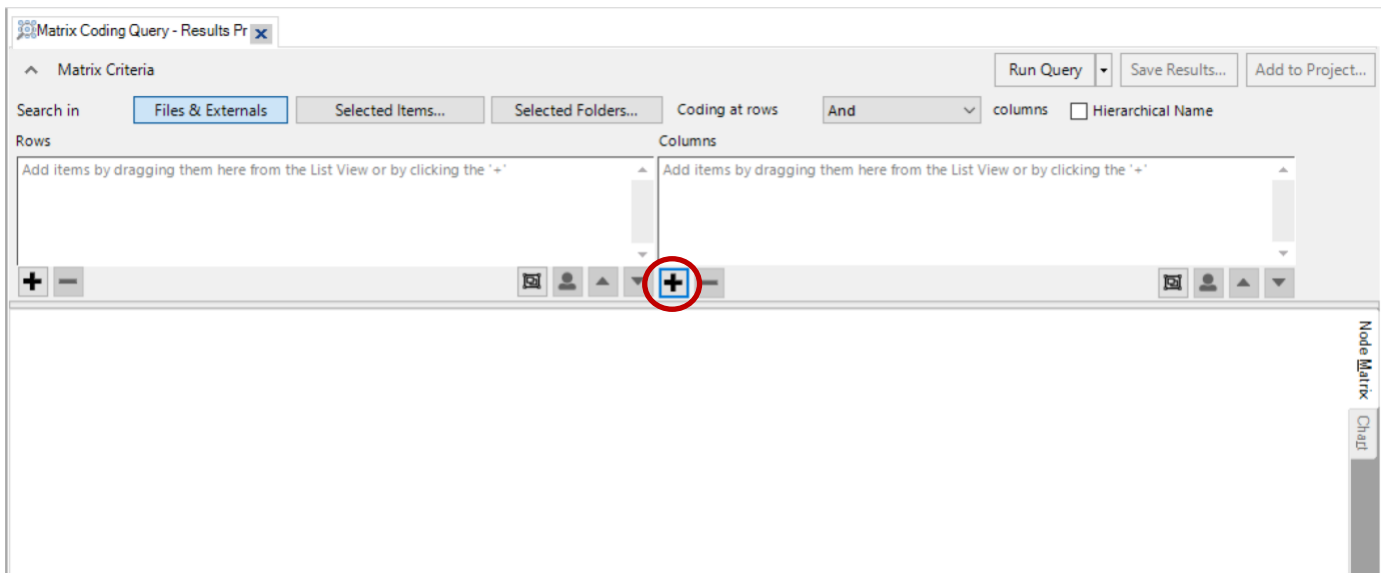 Matrix Coding Query - Results Pr
Matrix Criteria Run Query Save Results... Add to Project...
Search in Files & Externals Selected Items... Selected Folders... Coding at rows And columns Hierarchical Name
Rows Columns
Add items by dragging them here from the List View or by clicking the '+' Add items by dragging them here from the List View or by clicking the '+'
Node Matrix
Chart